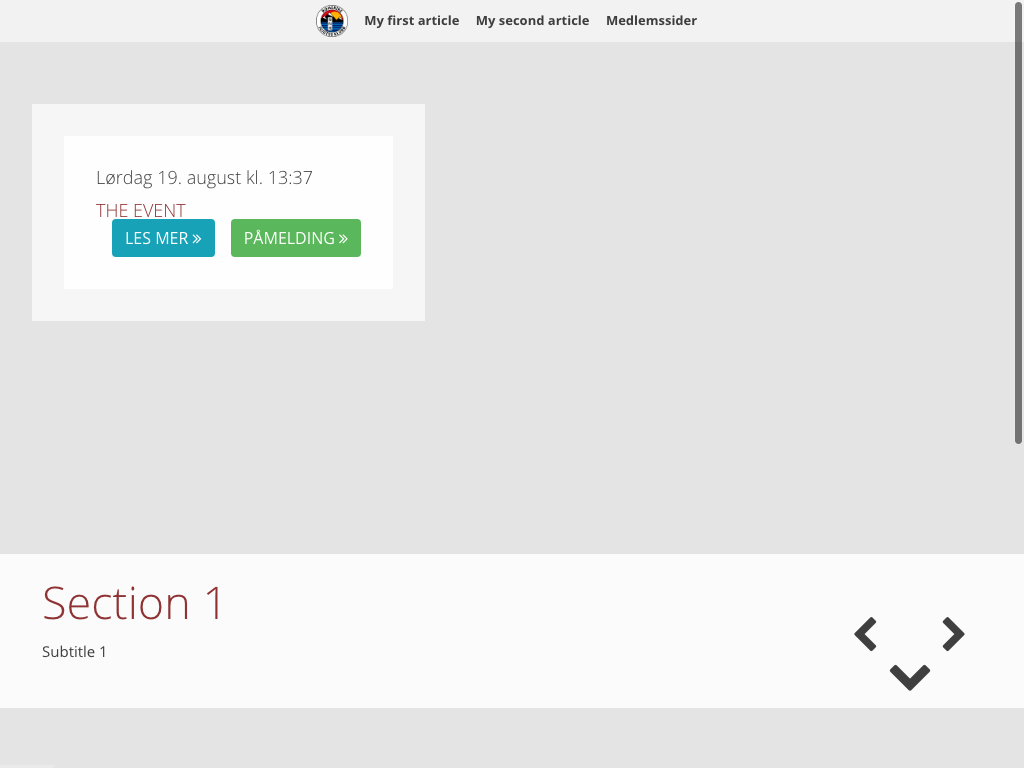 My first article My second article Medlemssider
Lørdag 19. august kl. 13:37
THE EVENT
LES MER » PÅMELDING »
Section 1
Subtitle 1